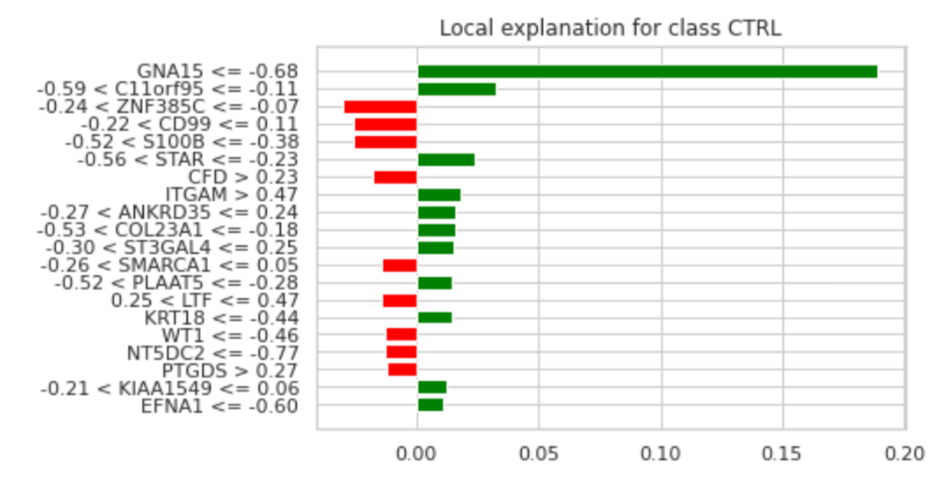 Local explanation for class CTRL
GNA15 <= -0.68
-0.59 < C11orf95 <= -0.11
-0.24 < ZNF385C <= -0.07
-0.22 < CD99 <= 0.11
-0.52 < S100B <= -0.38
-0.56 < STAR <= -0.23
CFD > 0.23
ITGAM > 0.47
-0.27 < ANKRD35 <= 0.24
-0.53 < COL23A1 <= -0.18
-0.30 < ST3GAL4 <= 0.25
-0.26 < SMARCA1 <= 0.05
-0.52 < PLAAT5 <= -0.28
0.25 < LTF <= 0.47
KRT18 <= -0.44
WT1 <= -0.46
NT5DC2 <= -0.77
PTGDS > 0.27
-0.21 < KIAA1549 <= 0.06
EFNA1 <= -0.60
0.00 0.05 0.10 0.15 0.20